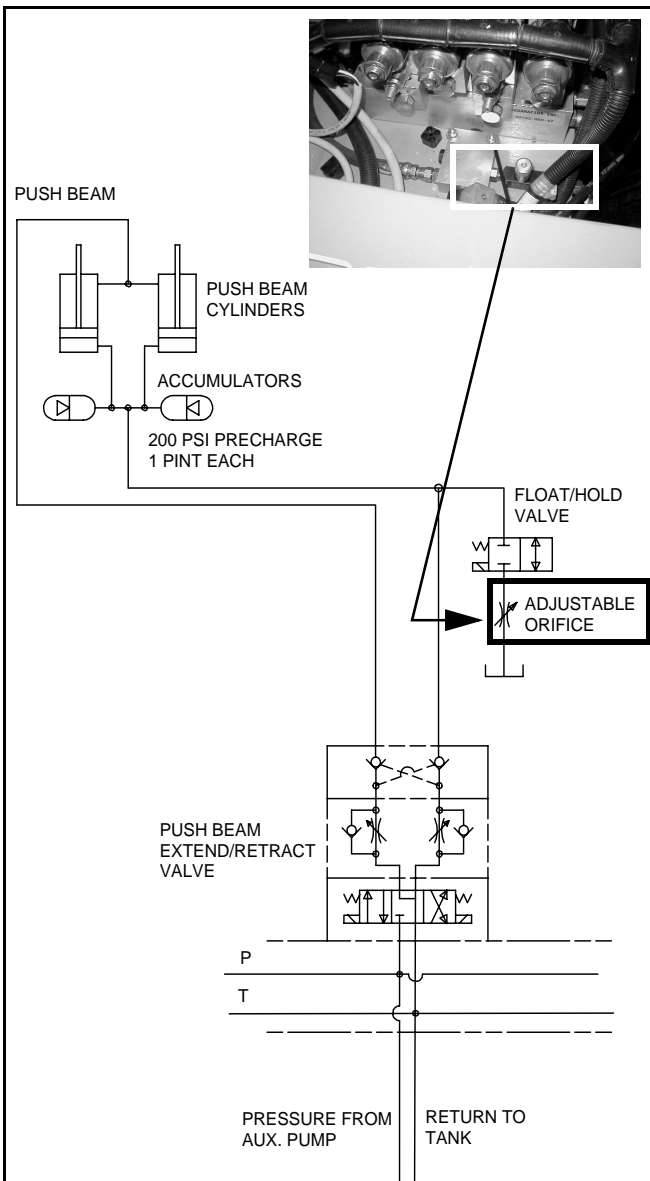 PUSH BEAM
PUSH BEAM
CYLINDERS
ACCUMULATORS
200 PSI PRECHARGE
1 PINT EACH
FLOAT/HOLD
VALVE
ADJUSTABLE
ORIFICE
PUSH BEAM
EXTEND/RETRACT
VALVE
P
T
PRESSURE FROM
AUX. PUMP
RETURN TO
TANK